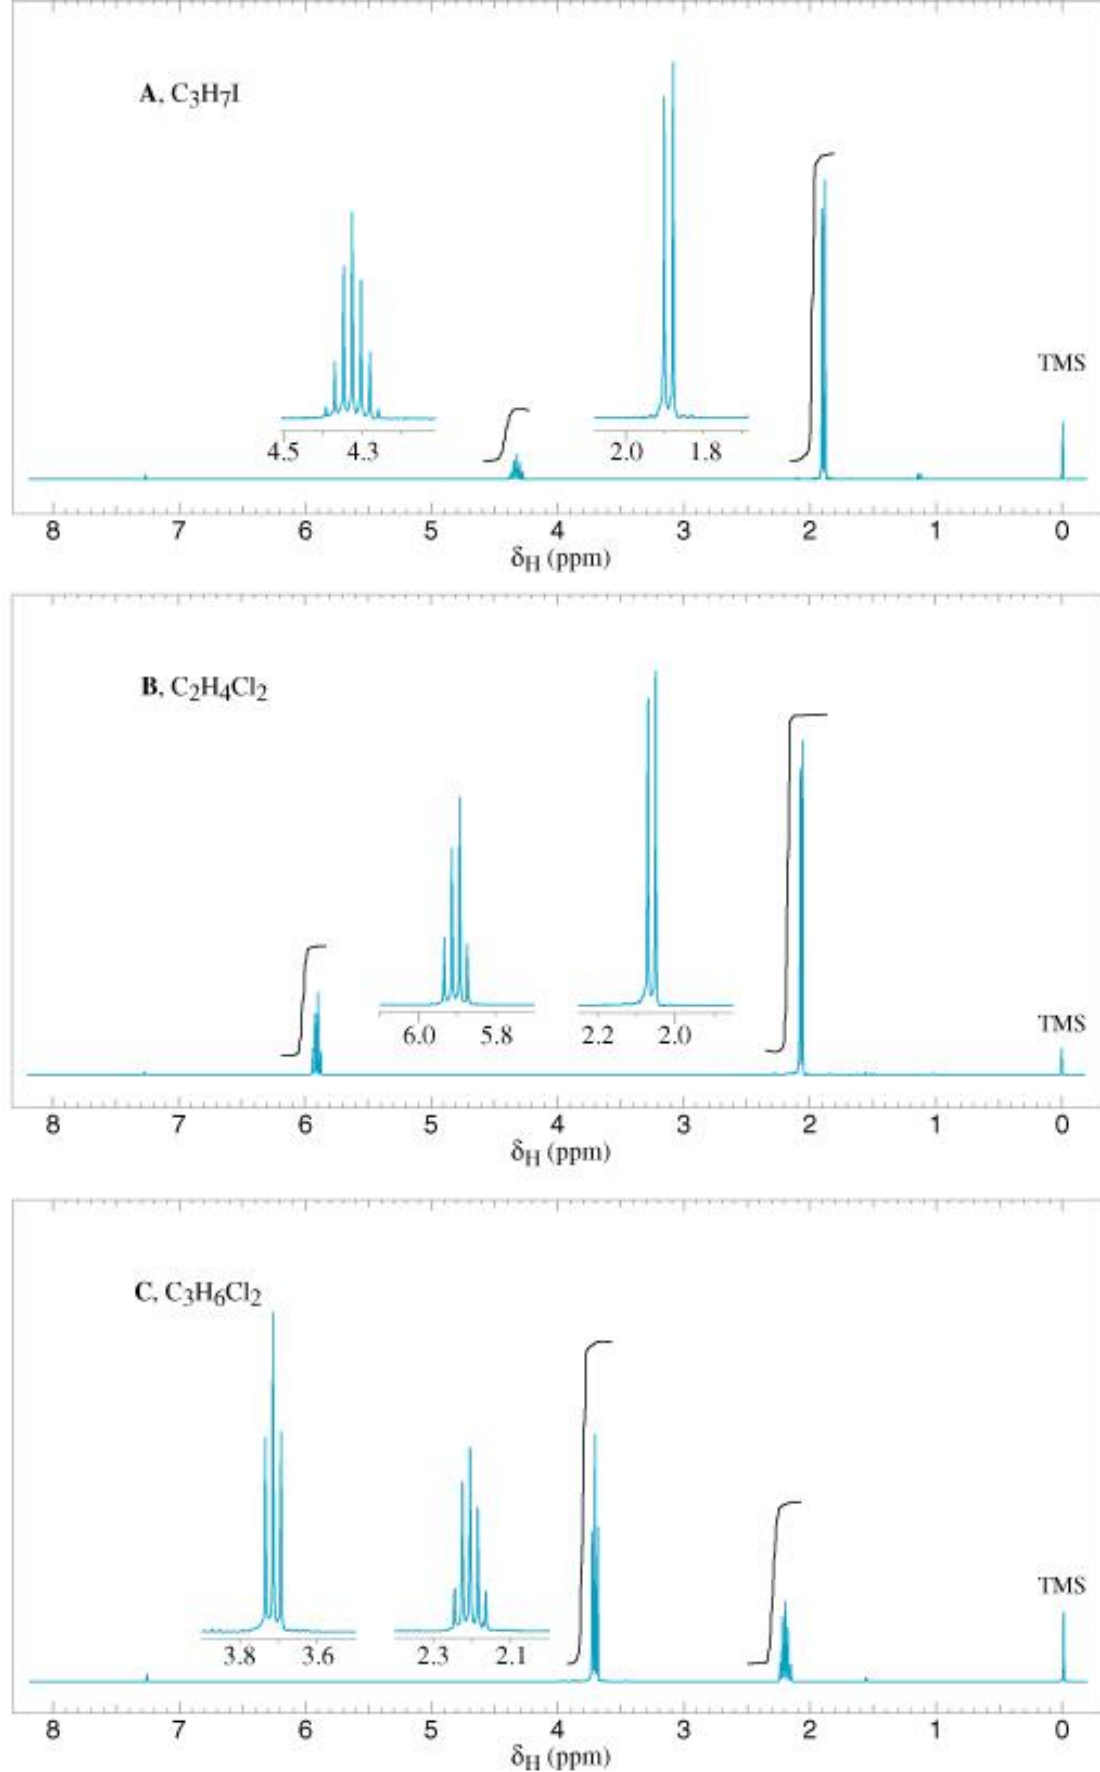 A, C3H7I
TMS
4.5 4.3 2.0 1.8
8 7 6 5 4 3 2 1 0
δH (ppm)
B, C2H4Cl2
6.0 5.8 2.2 2.0
TMS
8 7 6 5 4 3 2 1 0
δH (ppm)
C, C3H6Cl2
TMS
3.8 3.6 2.3 2.1
8 7 6 5 4 3 2 1 0
δH (ppm)